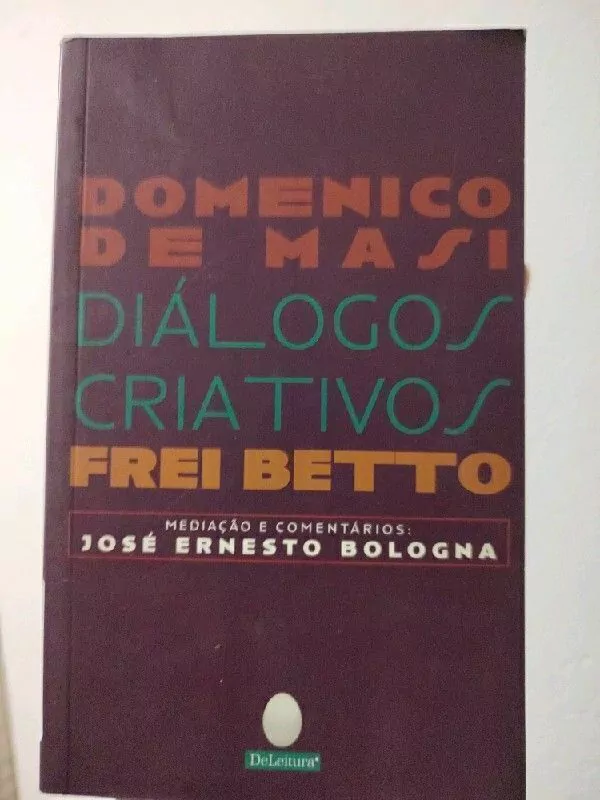 DOMENICO
DE MASI
DIÁLOGOS
CRIATIVOS
FREI BETTO
MEDIAÇÃO E COMENTÁRIOS:
JOSÉ ERNESTO BOLOGNA
DeLeitura